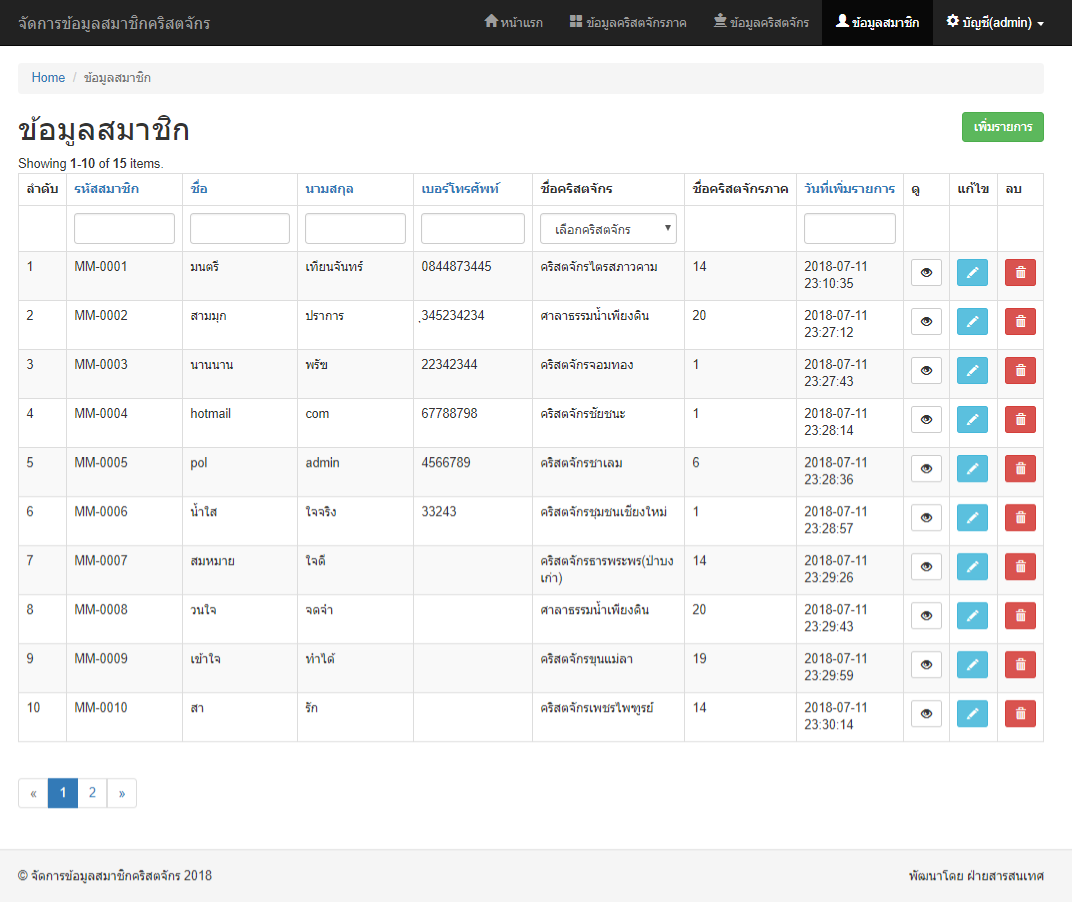 จัดการข้อมูลสมาชิกคริสตจักร หน้าแรก ข้อมูลคริสตจักรภาค ข้อมูลคริสตจักร ข้อมูลสมาชิก บัญชี(admin)
Home / ข้อมูลสมาชิก
ข้อมูลสมาชิก เพิ่มรายการ
Showing 1-10 of 15 items.
ลำดับ รหัสสมาชิก ชื่อ นามสกุล เบอร์โทรศัพท์ ชื่อคริสตจักร ชื่อคริสตจักรภาค วันที่เพิ่มรายการ ดู แก้ไข ลบ
เลือกคริสตจักร
1 MM-0001 มนตรี เทียนจันทร์ 0844873445 คริสตจักรไตรสภาวคาม 14 2018-07-11
23:10:35
2 MM-0002 สามมุก ปราการ ุ345234234 ศาลาธรรมน้ำเพียงดิน 20 2018-07-11
23:27:12
3 MM-0003 นานนาน พรัช 22342344 คริสตจักรจอมทอง 1 2018-07-11
23:27:43
4 MM-0004 hotmail com 67788798 คริสตจักรชัยชนะ 1 2018-07-11
23:28:14
5 MM-0005 pol admin 4566789 คริสตจักรชาเลม 6 2018-07-11
23:28:36
6 MM-0006 น้ำใส ใจจริง 33243 คริสตจักรชุมชนเชียงใหม่ 1 2018-07-11
23:28:57
7 MM-0007 สมหมาย ใจดี คริสตจักรธารพระพร(ป่าบง 14 2018-07-11
เก่า) 23:29:26
8 MM-0008 วนใจ จดจำ ศาลาธรรมน้ำเพียงดิน 20 2018-07-11
23:29:43
9 MM-0009 เข้าใจ ทำได้ คริสตจักรขุนแม่ลา 19 2018-07-11
23:29:59
10 MM-0010 สา รัก คริสตจักรเพชรไพฑูรย์ 14 2018-07-11
23:30:14
« 1 2 »
© จัดการข้อมูลสมาชิกคริสตจักร 2018 พัฒนาโดย ฝ่ายสารสนเทศ